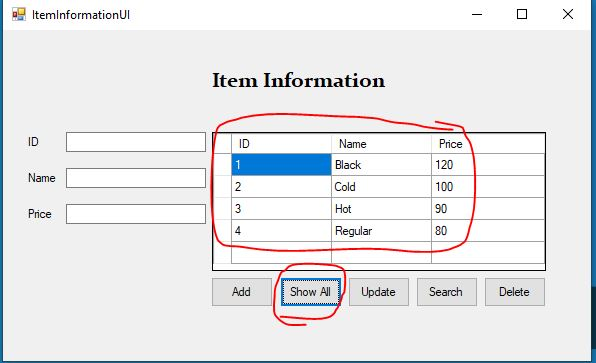 ItemInformationUI
Item Information
ID
Name
Price
ID Name Price
1 Black 120
2 Cold 100
3 Hot 90
4 Regular 80
Add Show All Update Search Delete